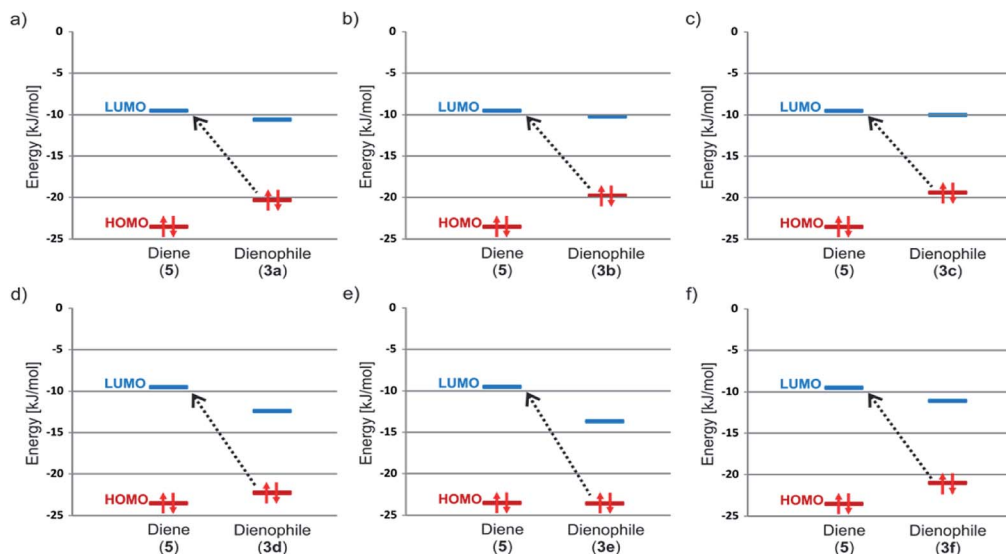 a)
Energy [kJ/mol]
0
-5
-10
-15
-20
-25
LUMO
HOMO
Diene
(5)
Dienophile
(3a)
b)
Energy [kJ/mol]
0
-5
-10
-15
-20
-25
LUMO
HOMO
Diene
(5)
Dienophile
(3b)
c)
Energy [kJ/mol]
0
-5
-10
-15
-20
-25
LUMO
HOMO
Diene
(5)
Dienophile
(3c)
d)
Energy [kJ/mol]
0
-5
-10
-15
-20
-25
LUMO
HOMO
Diene
(5)
Dienophile
(3d)
e)
Energy [kJ/mol]
0
-5
-10
-15
-20
-25
LUMO
HOMO
Diene
(5)
Dienophile
(3e)
f)
Energy [kJ/mol]
0
-5
-10
-15
-20
-25
LUMO
HOMO
Diene
(5)
Dienophile
(3f)